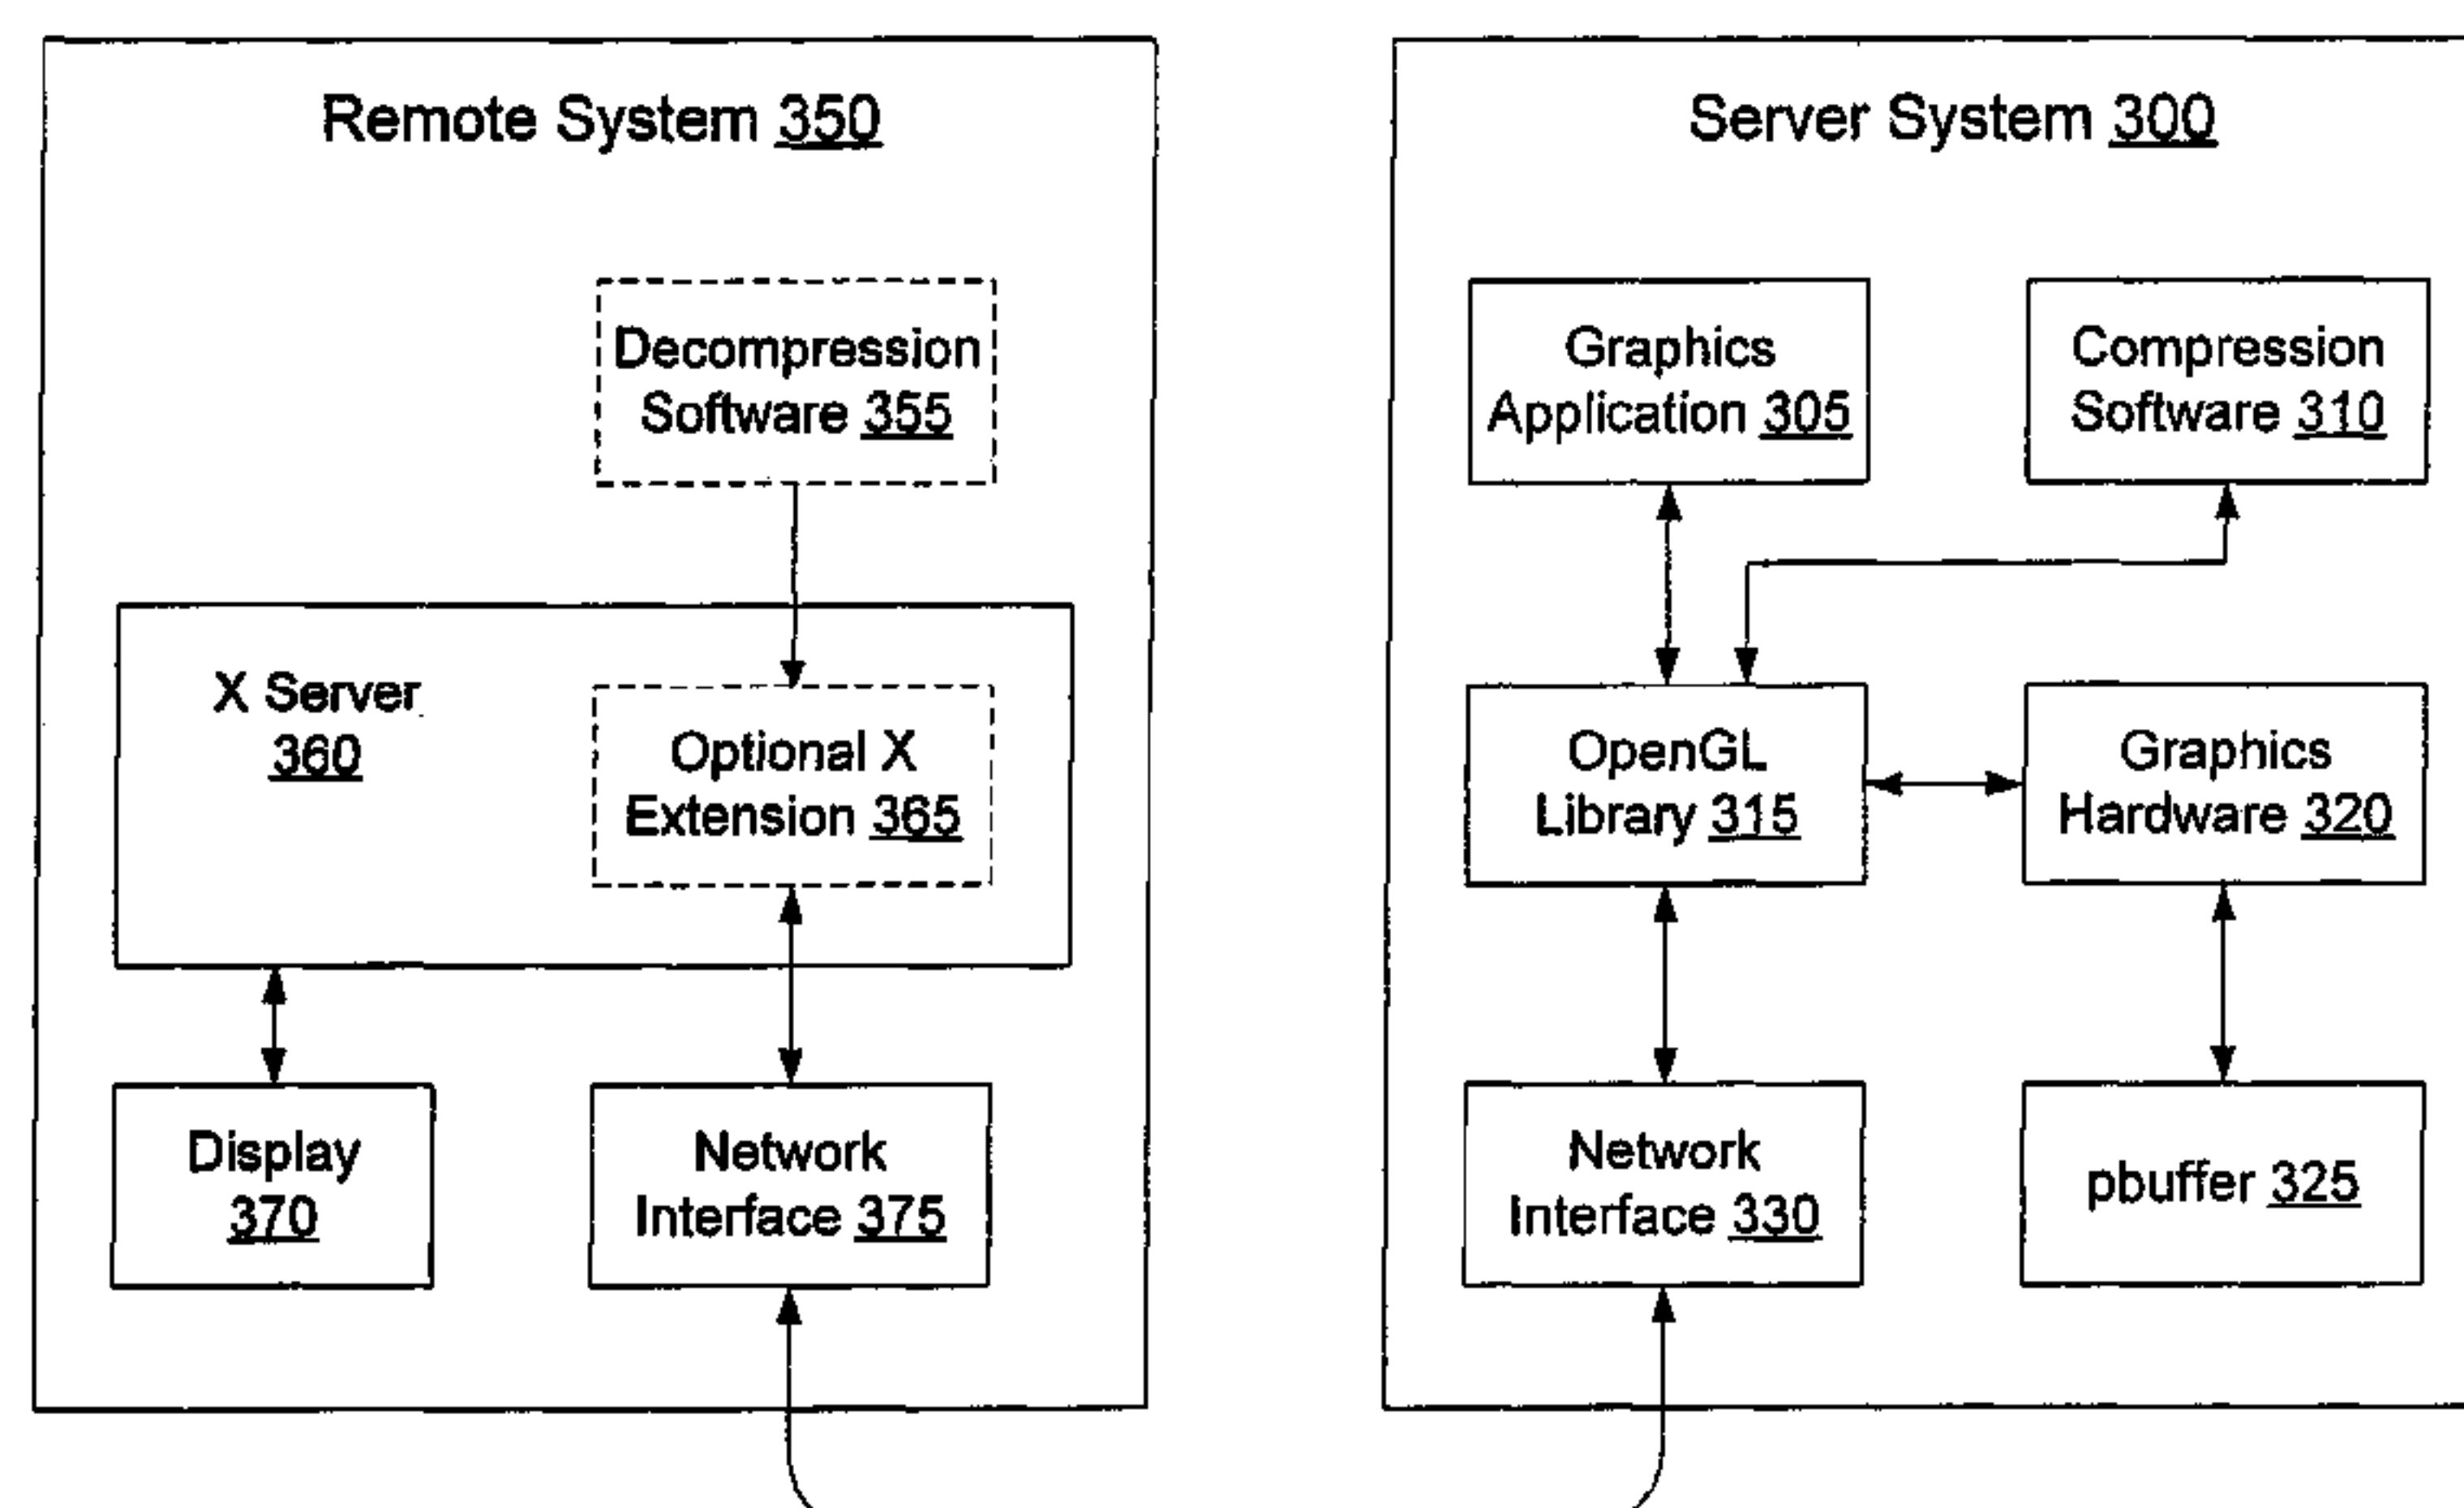 Remote System 350
Decompression
Software 355
X Server
360
Optional X
Extension 365
Display
370
Network
Interface 375
Server System 300
Graphics
Application 305
Compression
Software 310
OpenGL
Library 315
Graphics
Hardware 320
Network
Interface 330
pbuffer 325